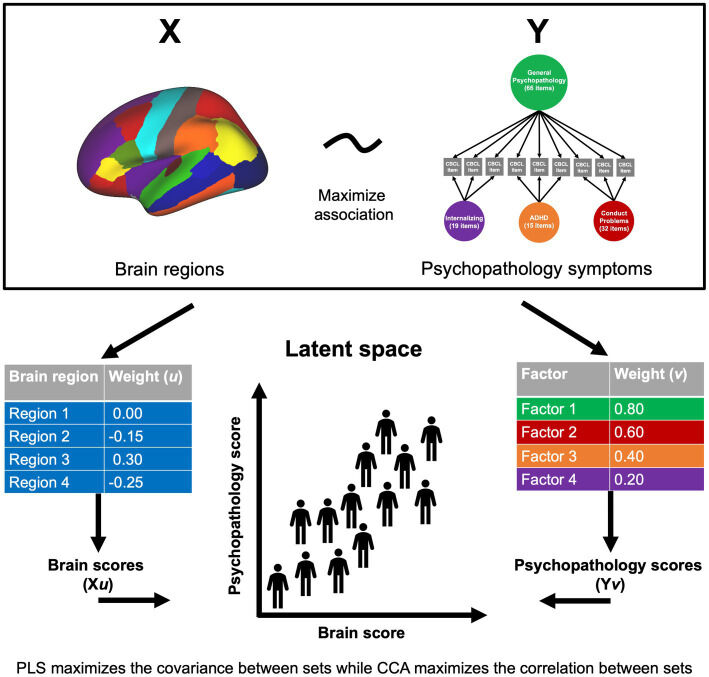 X
Y
General
Psychopathology
(66 items)
CBCL item CBCL item CBCL item CBCL item CBCL item CBCL item CBCL item CBCL item CBCL item
Maximize
association
Internalizing
(19 items)
ADHD
(15 items)
Conduct
Problems
(32 items)
Brain regions
Psychopathology symptoms
Latent space
Brain region Weight (u)
Region 1 0.00
Region 2 -0.15
Region 3 0.30
Region 4 -0.25
Brain scores
(Xu)
Psychopathology score
Brain score
Factor Weight (v)
Factor 1 0.80
Factor 2 0.60
Factor 3 0.40
Factor 4 0.20
Psychopathology scores
(Yv)
PLS maximizes the covariance between sets while CCA maximizes the correlation between sets